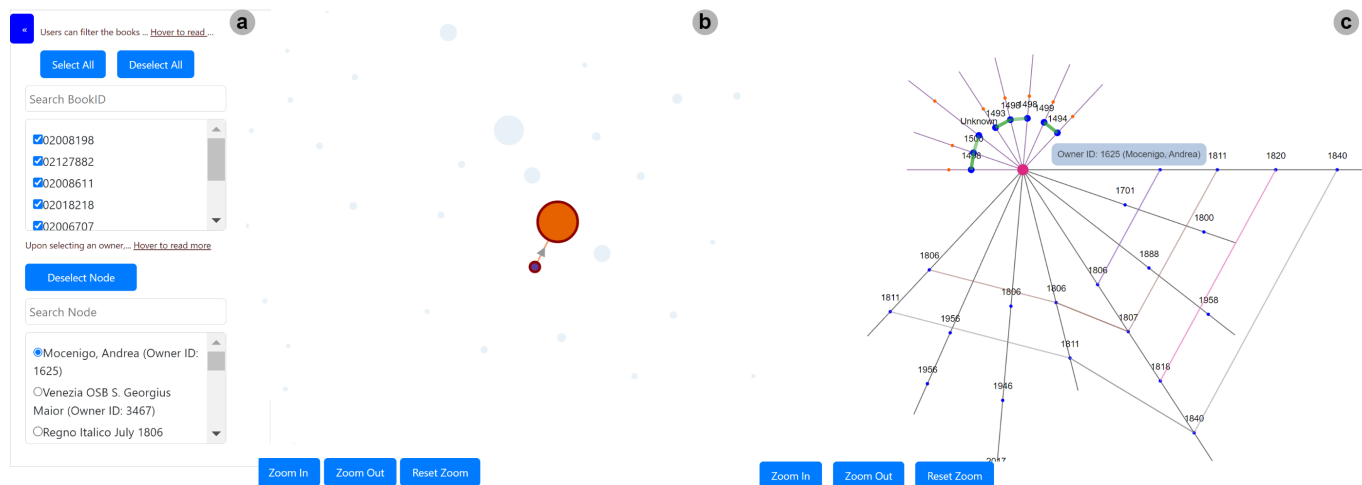 «
Users can filter the books ... Hover to read ...
a
Select All
Deselect All
Search BookID
02008198
02127882
02008611
02018218
02006707
Upon selecting an owner,... Hover to read more
Deselect Node
Search Node
Mocenigo, Andrea (Owner ID:
1625)
Venezia OSB S. Georgius
Maior (Owner ID: 3467)
Regno Italico July 1806
b
Zoom In
Zoom Out
Reset Zoom
c
1493
1498
1498
1499
1494
Unknown
1500
1498
Owner ID: 1625 (Mocenigo, Andrea)
1811
1820
1840
1701
1800
1806
1888
1806
1811
1806
1806
1958
1956
1807
1811
1956
1946
1818
1840
Zoom In
Zoom Out
Reset Zoom